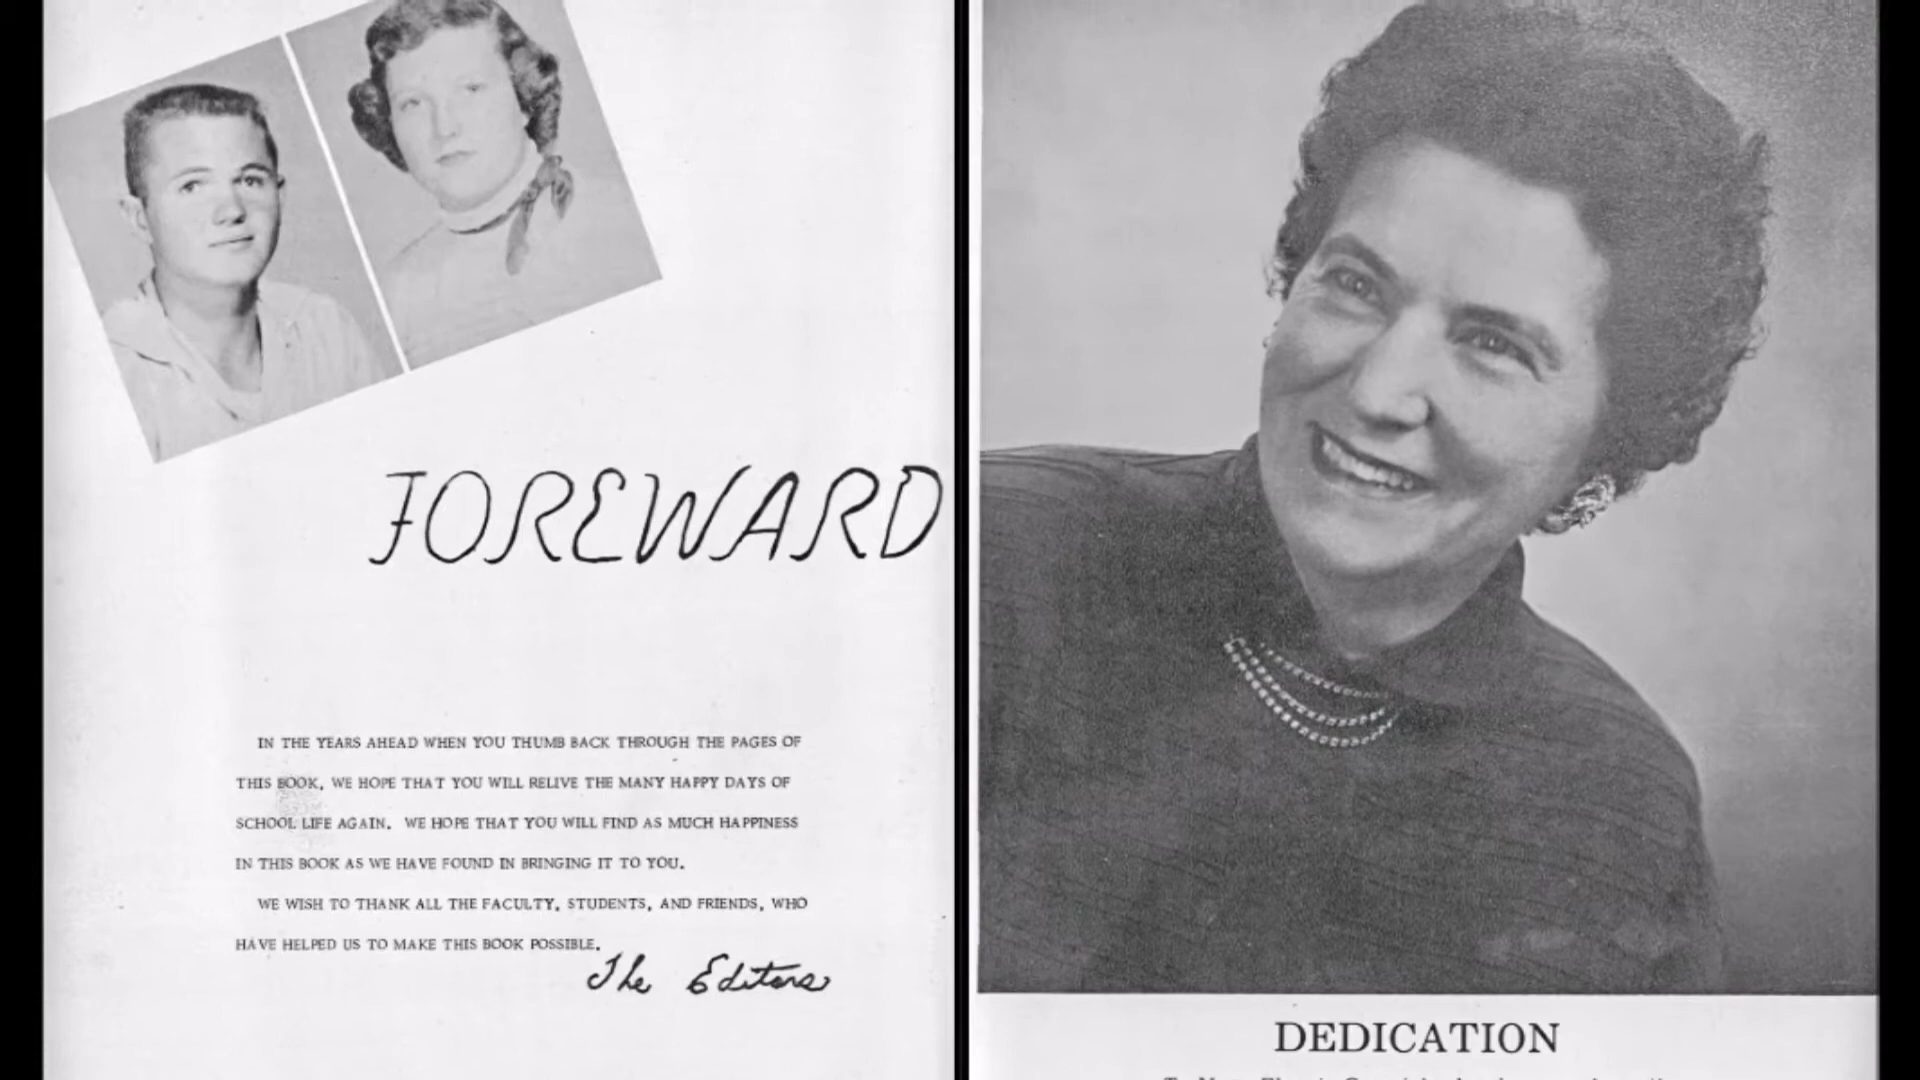 FOREWARD
IN THE YEARS AHEAD WHEN YOU THUMB BACK THROUGH THE PAGES OF
THIS BOOK, WE HOPE THAT YOU WILL RELIVE THE MANY HAPPY DAYS OF
SCHOOL LIFE AGAIN. WE HOPE THAT YOU WILL FIND AS MUCH HAPPINESS
IN THIS BOOK AS WE HAVE FOUND IN BRINGING IT TO YOU.
WE WISH TO THANK ALL THE FACULTY, STUDENTS, AND FRIENDS, WHO
HAVE HELPED US TO MAKE THIS BOOK POSSIBLE.
The Editors
DEDICATION